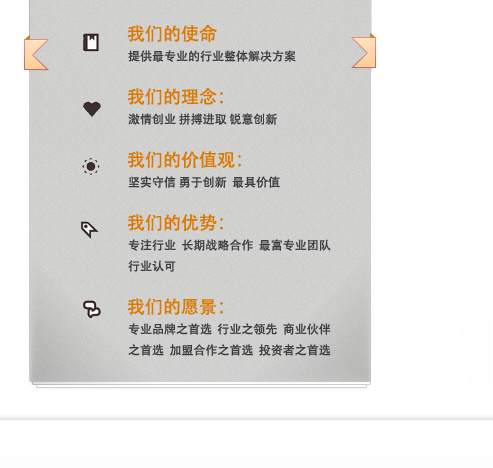 我们的使命
提供最专业的行业整体解决方案
我们的理念：
激情创业 拼搏进取 锐意创新
我们的价值观：
坚实守信 勇于创新 最具价值
我们的优势：
专注行业 长期战略合作 最富专业团队
行业认可
我们的愿景：
专业品牌之首选 行业之领先 商业伙伴
之首选 加盟合作之首选 投资者之首选